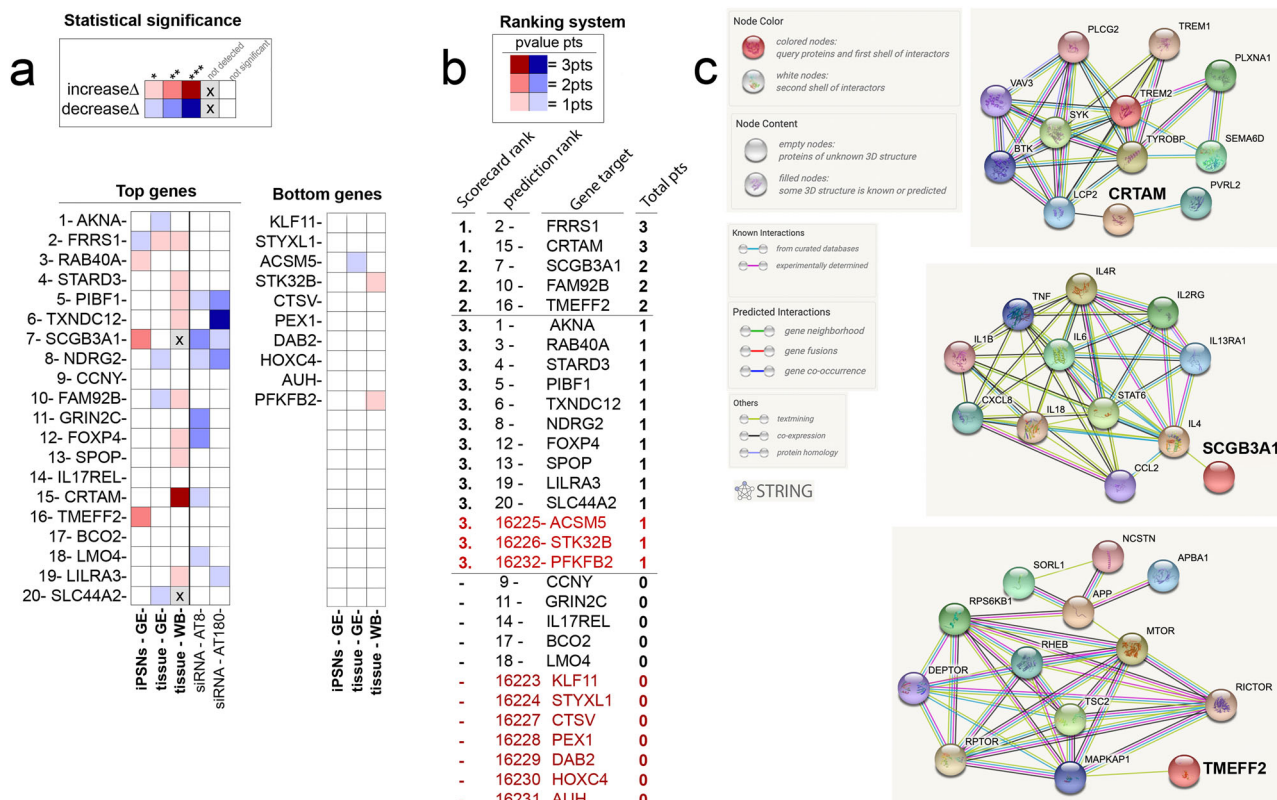 Statistical significance
a
* ** *** not detected not significant
increaseΔ x
decreaseΔ x
Top genes
1- AKNA-
2- FRRS1-
3- RAB40A-
4- STARD3-
5- PIBF1-
6- TXNDC12-
7- SCGB3A1- x
8- NDRG2-
9- CCNY-
10- FAM92B-
11- GRIN2C-
12- FOXP4-
13- SPOP-
14- IL17REL-
15- CRTAM-
16- TMEFF2-
17- BCO2-
18- LMO4-
19- LILRA3-
20- SLC44A2- x
iPSNs - GE-
tissue - GE-
tissue - WB-
siRNA - AT8-
siRNA - AT180-
Bottom genes
KLF11-
STYXL1-
ACSM5-
STK32B-
CTSV-
PEX1-
DAB2-
HOXC4-
AUH-
PFKFB2-
iPSNs - GE-
tissue - GE-
tissue - WB-
b
Ranking system
pvalue pts
= 3pts
= 2pts
= 1pts
Scorecard rank prediction rank Gene target Total pts
1. 2 - FRRS1 3
1. 15 - CRTAM 3
2. 7 - SCGB3A1 2
2. 10 - FAM92B 2
2. 16 - TMEFF2 2
3. 1 - AKNA 1
3. 3 - RAB40A 1
3. 4 - STARD3 1
3. 5 - PIBF1 1
3. 6 - TXNDC12 1
3. 8 - NDRG2 1
3. 12 - FOXP4 1
3. 13 - SPOP 1
3. 19 - LILRA3 1
3. 20 - SLC44A2 1
3. 16225- ACSM5 1
3. 16226- STK32B 1
3. 16232- PFKFB2 1
- 9 - CCNY 0
- 11 - GRIN2C 0
- 14 - IL17REL 0
- 17 - BCO2 0
- 18 - LMO4 0
- 16223 KLF11 0
- 16224 STYXL1 0
- 16227 CTSV 0
- 16228 PEX1 0
- 16229 DAB2 0
- 16230 HOXC4 0
- 16231 AUH 0
c
Node Color
colored nodes:
query proteins and first shell of interactors
white nodes:
second shell of interactors
Node Content
empty nodes:
proteins of unknown 3D structure
filled nodes:
some 3D structure is known or predicted
Known Interactions
from curated databases
experimentally determined
Predicted Interactions
gene neighborhood
gene fusions
gene co-occurrence
Others
textmining
co-expression
protein homology
STRING
PLCG2
TREM1
PLXNA1
VAV3
TREM2
SYK
SEMA6D
BTK
TYROBP
LCP2
CRTAM
PVRL2
IL4R
TNF
IL2RG
IL1B
IL6
IL13RA1
CXCL8
IL18
STAT6
IL4
SCGB3A1
CCL2
NCSTN
SORL1
APBA1
APP
RPS6KB1
MTOR
RHEB
DEPTOR
RICTOR
TSC2
RPTOR
MAPKAP1
TMEFF2